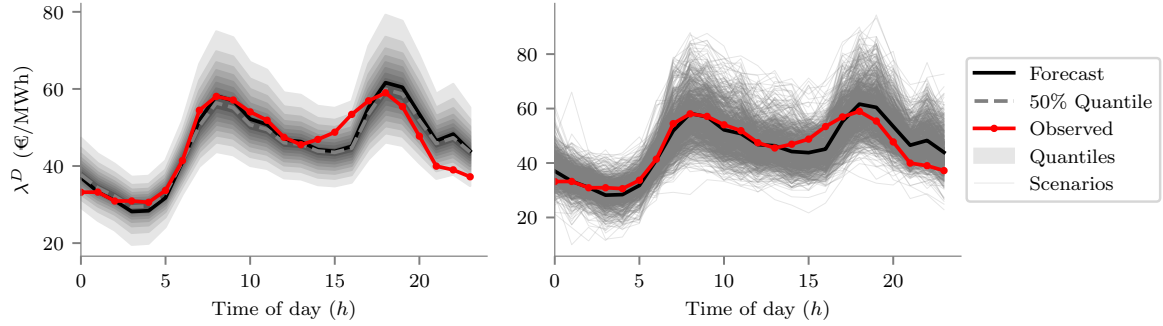 λᴰ (€/MWh)
80
60
40
20
0
5
10
15
20
Time of day (h)
80
60
40
20
0
5
10
15
20
Time of day (h)
Forecast
50% Quantile
Observed
Quantiles
Scenarios